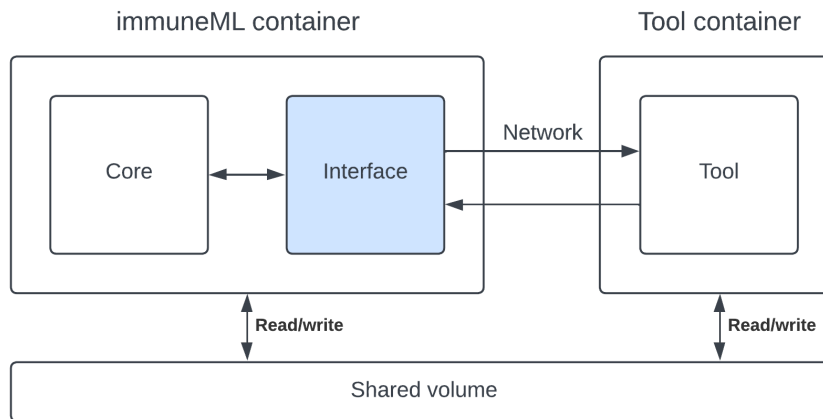 immuneML container
Tool container
Core
Interface
Network
Tool
Read/write
Read/write
Shared volume